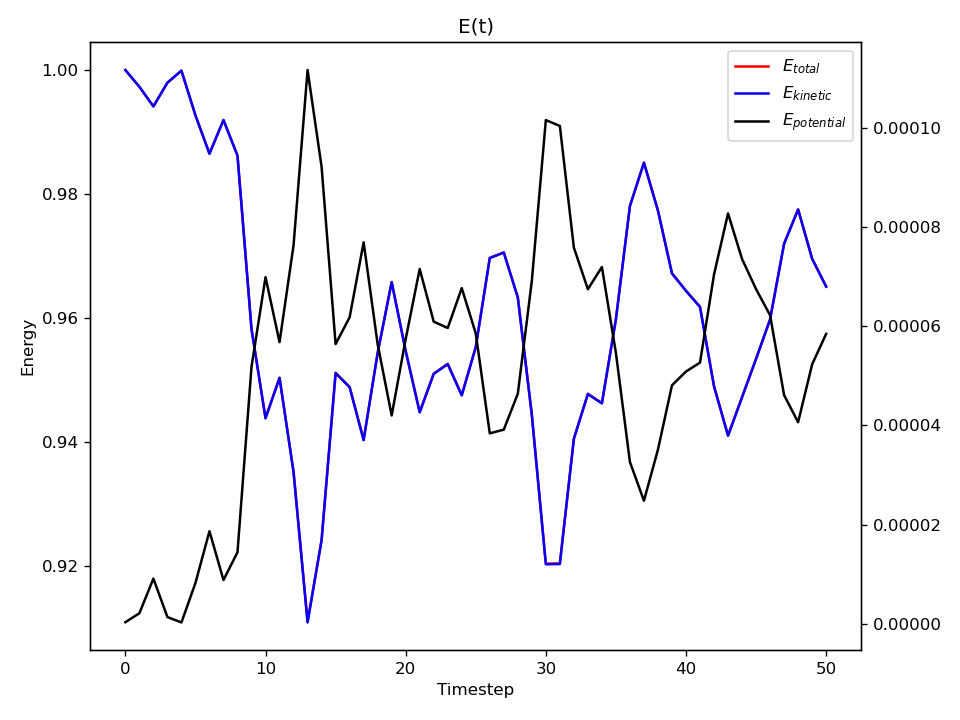 E(t)
E_total
E_kinetic
E_potential
1.00
0.98
0.96
0.94
0.92
Energy
0.00010
0.00008
0.00006
0.00004
0.00002
0.00000
0 10 20 30 40 50
Timestep